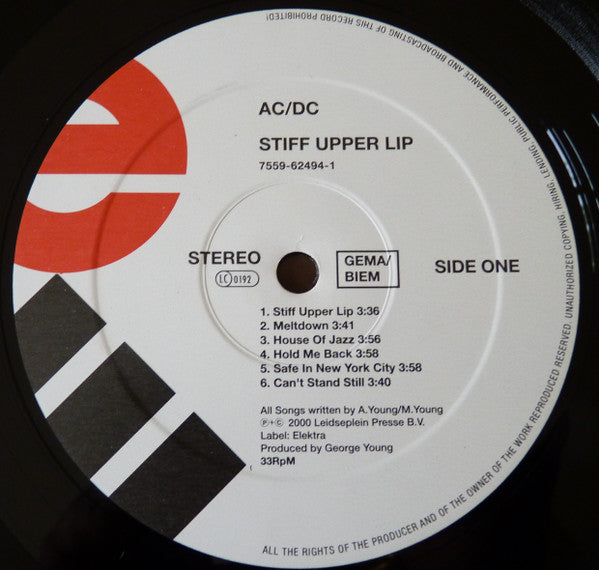 AC/DC
STIFF UPPER LIP
7559-62494-1
STEREO
LC 0192
GEMA/
BIEM
SIDE ONE
1. Stiff Upper Lip 3:36
2. Meltdown 3:41
3. House Of Jazz 3:56
4. Hold Me Back 3:58
5. Safe In New York City 3:58
6. Can't Stand Still 3:40
All Songs written by A.Young/M.Young
℗+© 2000 Leidseplein Presse B.V.
Label: Elektra
Produced by George Young
33RpM
ALL THE RIGHTS OF THE PRODUCER AND OF THE OWNER OF THE WORK REPRODUCED RESERVED. UNAUTHORIZED COPYING, HIRING, LENDING, PUBLIC PERFORMANCE AND BROADCASTING OF THIS RECORD PROHIBITED!
e